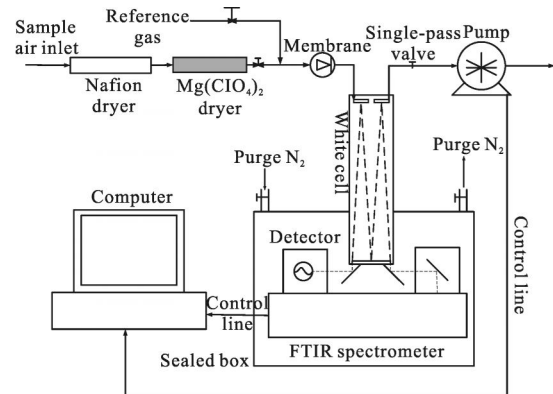 Sample
air inlet
Reference
gas
Nafion
dryer
Mg(ClO₄)₂
dryer
Membrane
Single-pass
valve
Pump
White cell
Purge N₂
Purge N₂
Computer
Detector
Control
line
Control line
Sealed box
FTIR spectrometer